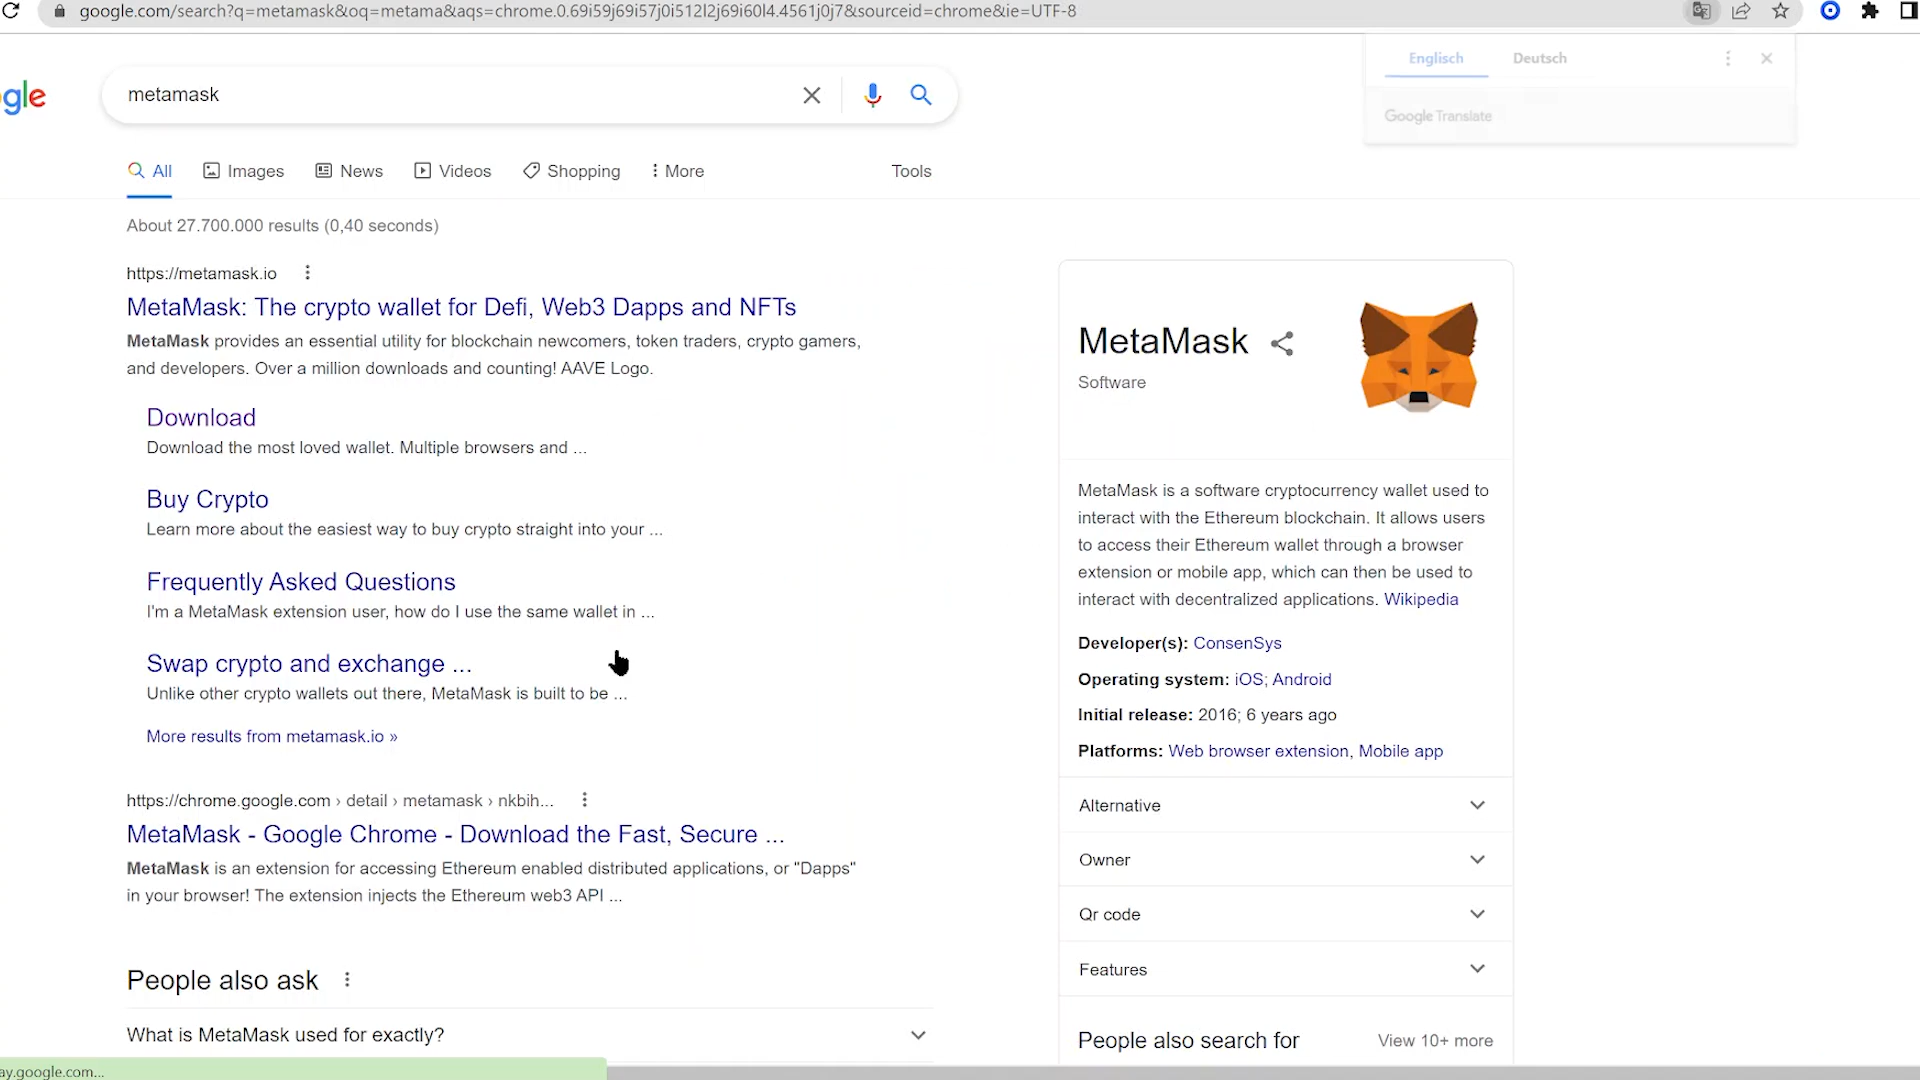 google.com/search?q=metamask&oq=metama&aqs=chrome.0.69i59j69i57j0i512l2j69i60l4.4561j0j7&sourceid=chrome&ie=UTF-8
Englisch Deutsch
gle metamask
Google Translate
All Images News Videos Shopping More Tools
About 27.700.000 results (0,40 seconds)
https://metamask.io
MetaMask: The crypto wallet for Defi, Web3 Dapps and NFTs
MetaMask provides an essential utility for blockchain newcomers, token traders, crypto gamers,
and developers. Over a million downloads and counting! AAVE Logo.
Download
Download the most loved wallet. Multiple browsers and ...
Buy Crypto
Learn more about the easiest way to buy crypto straight into your ...
Frequently Asked Questions
I'm a MetaMask extension user, how do I use the same wallet in ...
Swap crypto and exchange ...
Unlike other crypto wallets out there, MetaMask is built to be ...
More results from metamask.io »
https://chrome.google.com › detail › metamask › nkbih...
MetaMask - Google Chrome - Download the Fast, Secure ...
MetaMask is an extension for accessing Ethereum enabled distributed applications, or "Dapps"
in your browser! The extension injects the Ethereum web3 API ...
People also ask
What is MetaMask used for exactly?
ay.google.com...
MetaMask
Software
MetaMask is a software cryptocurrency wallet used to
interact with the Ethereum blockchain. It allows users
to access their Ethereum wallet through a browser
extension or mobile app, which can then be used to
interact with decentralized applications. Wikipedia
Developer(s): ConsenSys
Operating system: iOS; Android
Initial release: 2016; 6 years ago
Platforms: Web browser extension, Mobile app
Alternative
Owner
Qr code
Features
People also search for View 10+ more